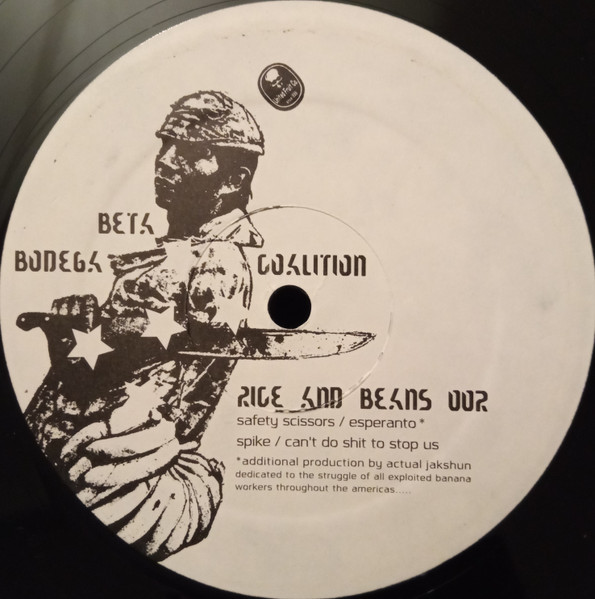 BETA
BODEGA COALITION
RICE AND BEANS 00R
safety scissors / esperanto *
spike / can't do shit to stop us
*additional production by actual jakshun
dedicated to the struggle of all exploited banana
workers throughout the americas.....